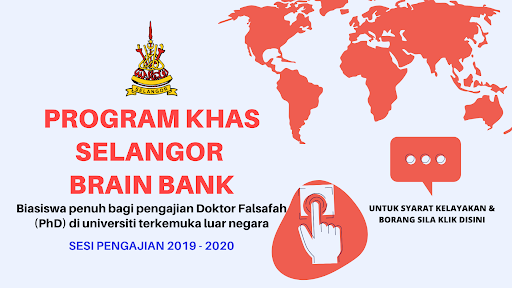 SELANGOR
PROGRAM KHAS
SELANGOR
BRAIN BANK
Biasiswa penuh bagi pengajian Doktor Falsafah
(PhD) di universiti terkemuka luar negara
SESI PENGAJIAN 2019 - 2020
UNTUK SYARAT KELAYAKAN &
BORANG SILA KLIK DISINI